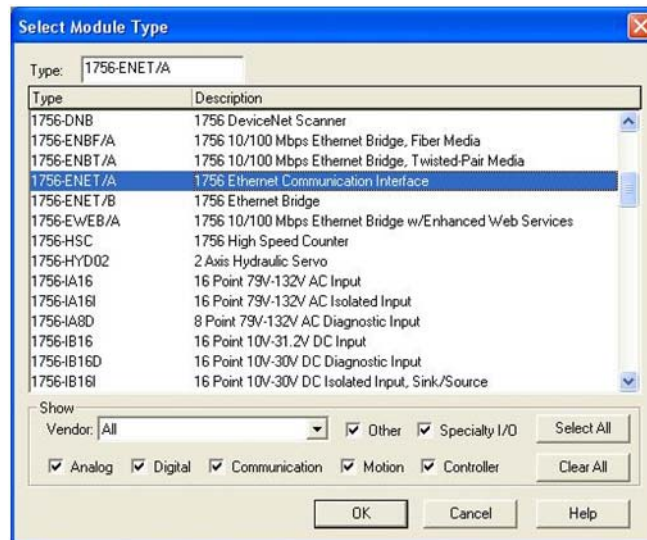 Select Module Type
Type: 1756-ENET/A
Type Description
1756-DNB 1756 DeviceNet Scanner
1756-ENBF/A 1756 10/100 Mbps Ethernet Bridge, Fiber Media
1756-ENBT/A 1756 10/100 Mbps Ethernet Bridge, Twisted-Pair Media
1756-ENET/A 1756 Ethernet Communication Interface
1756-ENET/B 1756 Ethernet Bridge
1756-EWEB/A 1756 10/100 Mbps Ethernet Bridge w/Enhanced Web Services
1756-HSC 1756 High Speed Counter
1756-HYD02 2 Axis Hydraulic Servo
1756-IA16 16 Point 79V-132V AC Input
1756-IA16I 16 Point 79V-132V AC Isolated Input
1756-IA8D 8 Point 79V-132V AC Diagnostic Input
1756-IB16 16 Point 10V-31.2V DC Input
1756-IB16D 16 Point 10V-30V DC Diagnostic Input
1756-IB16I 16 Point 10V-30V DC Isolated Input, Sink/Source
Show
Vendor: All Other Specialty I/O Select All
Analog Digital Communication Motion Controller Clear All
OK Cancel Help